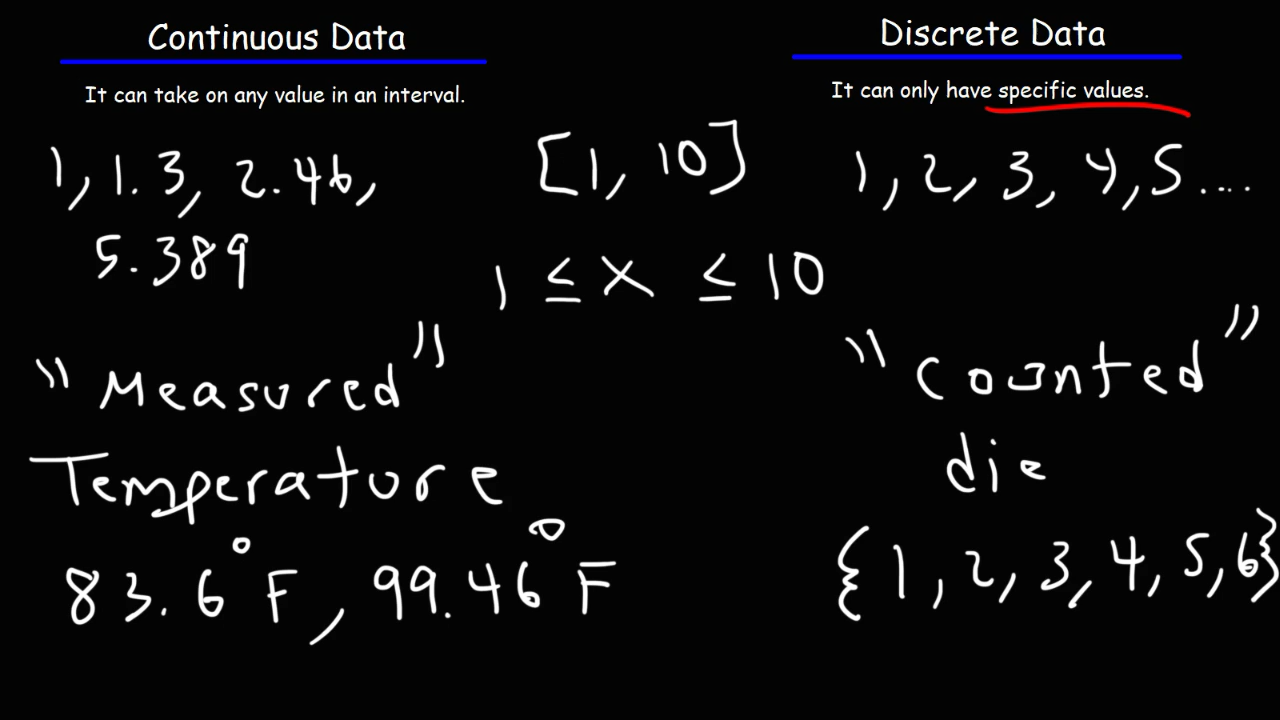 Continuous Data
It can take on any value in an interval.
1, 1.3, 2.46,
5.389
"Measured"
Temperature
83.6°F, 99.46°F
[1, 10]
1 ≤ x ≤ 10
Discrete Data
It can only have specific values.
1, 2, 3, 4, 5....
"Counted"
die
{1, 2, 3, 4, 5, 6}